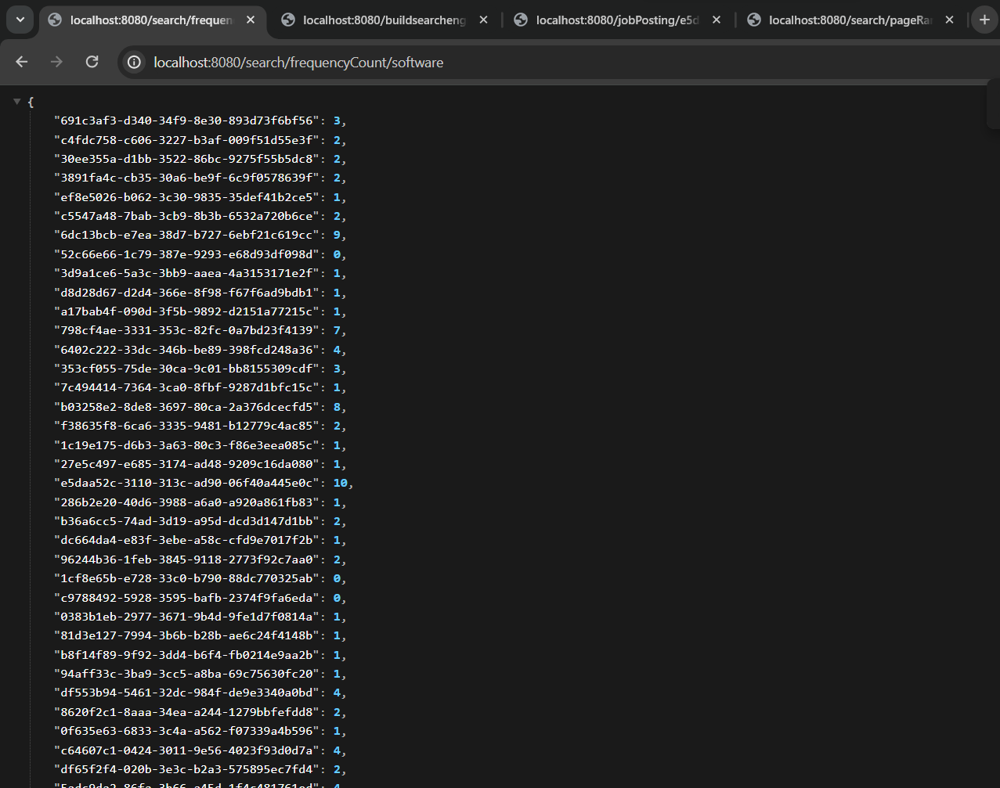 localhost:8080/search/frequen
localhost:8080/buildsearcheng
localhost:8080/jobPosting/e5d
localhost:8080/search/pageRa
localhost:8080/search/frequencyCount/software
{
"691c3af3-d340-34f9-8e30-893d73f6bf56": 3,
"c4fdc758-c606-3227-b3af-009f51d55e3f": 2,
"30ee355a-d1bb-3522-86bc-9275f55b5dc8": 2,
"3891fa4c-cb35-30a6-be9f-6c9f0578639f": 2,
"ef8e5026-b062-3c30-9835-35def41b2ce5": 1,
"c5547a48-7bab-3cb9-8b3b-6532a720b6ce": 2,
"6dc13bcb-e7ea-38d7-b727-6ebf21c619cc": 9,
"52c66e66-1c79-387e-9293-e68d93df098d": 0,
"3d9a1ce6-5a3c-3bb9-aaea-4a3153171e2f": 1,
"d8d28d67-d2d4-366e-8f98-f67f6ad9bdb1": 1,
"a17bab4f-090d-3f5b-9892-d2151a77215c": 1,
"798cf4ae-3331-353c-82fc-0a7bd23f4139": 7,
"6402c222-33dc-346b-be89-398fcd248a36": 4,
"353cf055-75de-30ca-9c01-bb8155309cdf": 3,
"7c494414-7364-3ca0-8fbf-9287d1bfc15c": 1,
"b03258e2-8de8-3697-80ca-2a376dcecfd5": 8,
"f38635f8-6ca6-3335-9481-b12779c4ac85": 2,
"1c19e175-d6b3-3a63-80c3-f86e3eea085c": 1,
"27e5c497-e685-3174-ad48-9209c16da080": 1,
"e5daa52c-3110-313c-ad90-06f40a445e0c": 10,
"286b2e20-40d6-3988-a6a0-a920a861fb83": 1,
"b36a6cc5-74ad-3d19-a95d-dcd3d147d1bb": 2,
"dc664da4-e83f-3ebe-a58c-cfd9e7017f2b": 1,
"96244b36-1feb-3845-9118-2773f92c7aa0": 2,
"1cf8e65b-e728-33c0-b790-88dc770325ab": 0,
"c9788492-5928-3595-bafb-2374f9fa6eda": 0,
"0383b1eb-2977-3671-9b4d-9fe1d7f0814a": 1,
"81d3e127-7994-3b6b-b28b-ae6c24f4148b": 1,
"b8f14f89-9f92-3dd4-b6f4-fb0214e9aa2b": 1,
"94aff33c-3ba9-3cc5-a8ba-69c75630fc20": 1,
"df553b94-5461-32dc-984f-de9e3340a0bd": 4,
"8620f2c1-8aaa-34ea-a244-1279bbfefdd8": 2,
"0f635e63-6833-3c4a-a562-f07339a4b596": 1,
"c64607c1-0424-3011-9e56-4023f93d0d7a": 4,
"df65f2f4-020b-3e3c-b2a3-575895ec7fd4": 2,